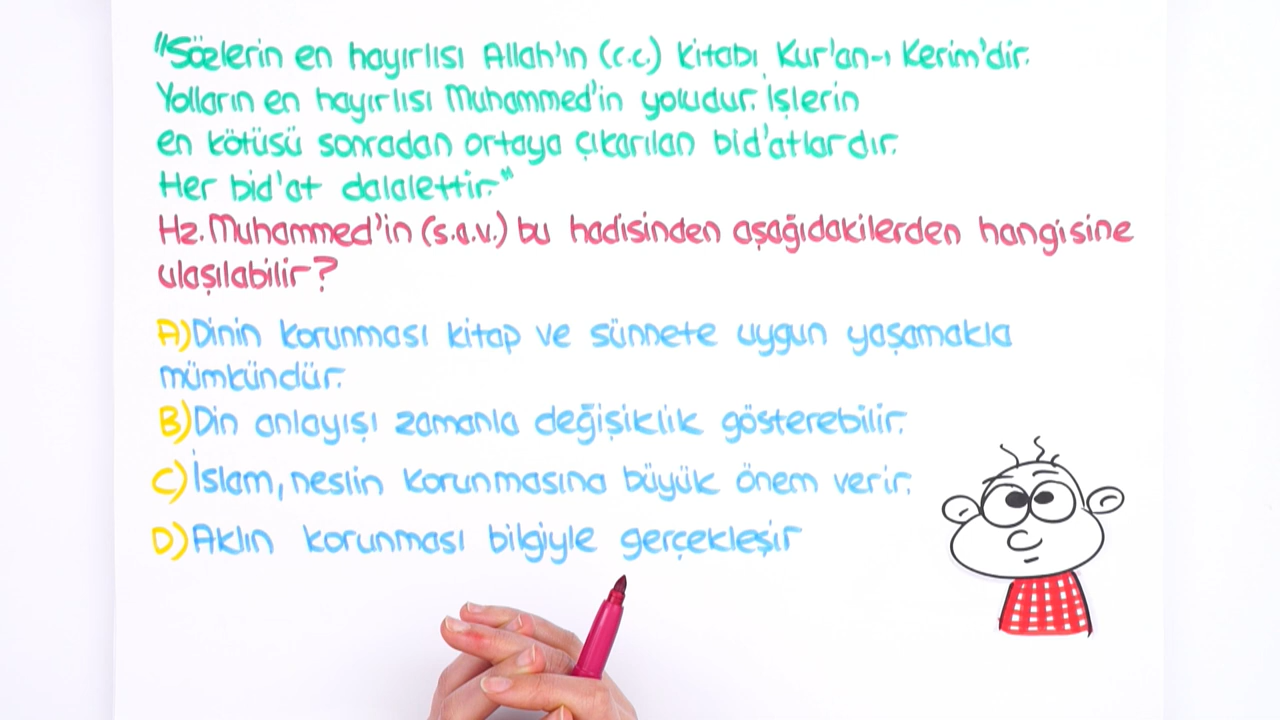 "Sözlerin en hayırlısı Allah'ın (c.c.) kitabı Kur'an-ı Kerim'dir.
Yolların en hayırlısı Muhammed'in yoludur. İşlerin
en kötüsü sonradan ortaya çıkarılan bid'atlardır.
Her bid'at dalalettir."
Hz. Muhammed'in (s.a.v.) bu hadisinden aşağıdakilerden hangisine
ulaşılabilir?
A) Dinin korunması kitap ve sünnete uygun yaşamakla
mümkündür.
B) Din anlayışı zamanla değişiklik gösterebilir.
C) İslam, neslin korunmasına büyük önem verir.
D) Aklın korunması bilgiyle gerçekleşir